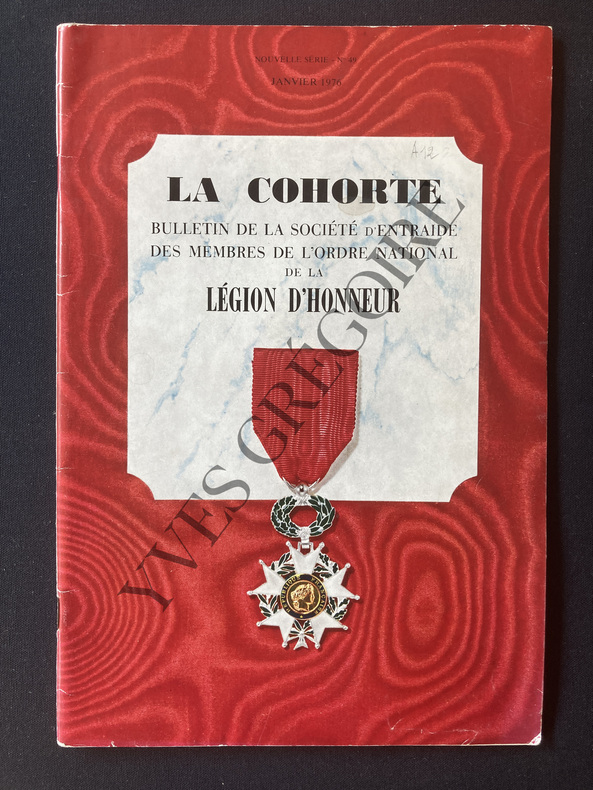 NOUVELLE SÉRIE - N° 49
JANVIER 1976
A12
LA COHORTE
BULLETIN DE LA SOCIÉTÉ D'ENTRAIDE
DES MEMBRES DE L'ORDRE NATIONAL
DE LA
LÉGION D'HONNEUR
YVES GRÉGOIRE